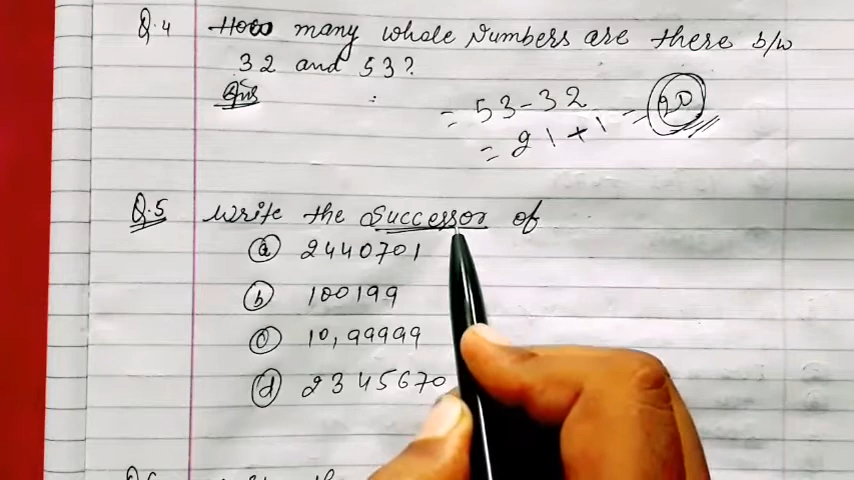 Q.4 How many whole Numbers are there b/w
32 and 53?
Ans
= 53-32
= 21+1 = 20
Q.5 Write the Successor of
(a) 2440701
(b) 100199
(c) 10,99999
(d) 2345670